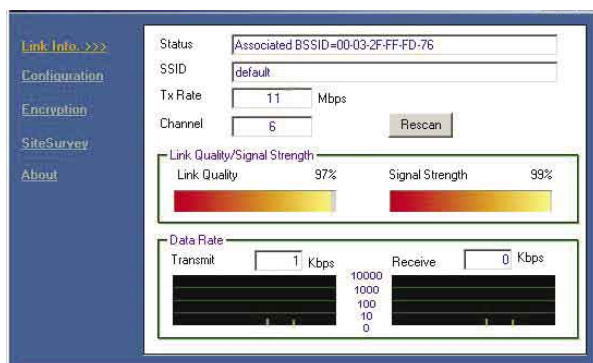 Link Info. >>>
Configuration
Encryption
SiteSurvey
About
Status Associated BSSID=00-03-2F-FF-FD-76
SSID default
Tx Rate 11 Mbps
Channel 6 Rescan
Link Quality/Signal Strength
Link Quality 97% Signal Strength 99%
Data Rate
Transmit 1 Kbps Receive 0 Kbps
10000
1000
100
10
0